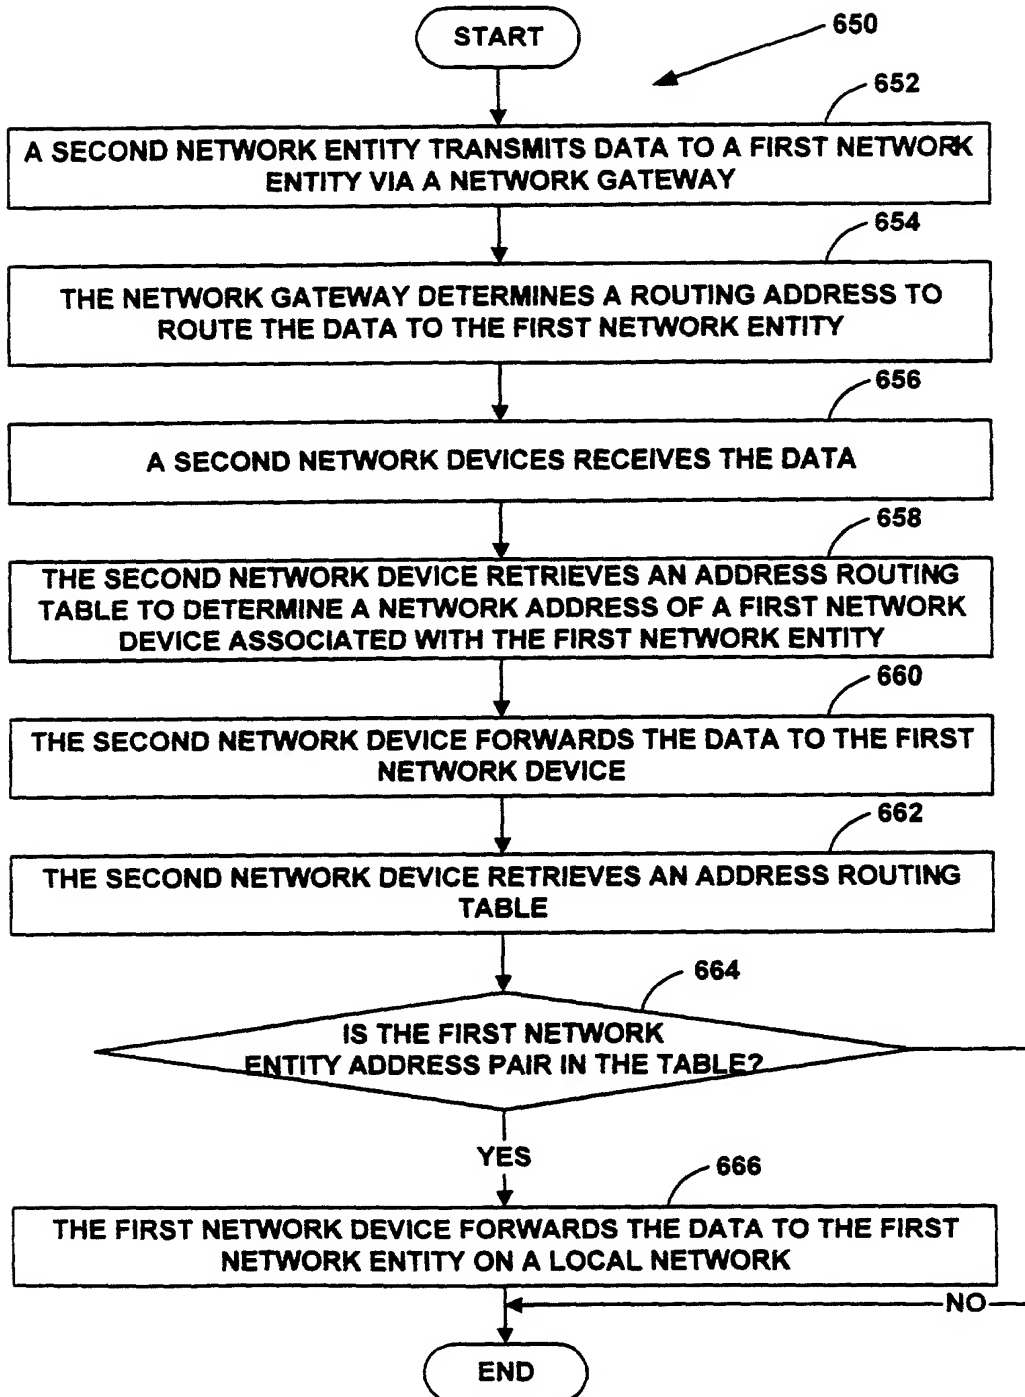 START
650
652
A SECOND NETWORK ENTITY TRANSMITS DATA TO A FIRST NETWORK
ENTITY VIA A NETWORK GATEWAY
654
THE NETWORK GATEWAY DETERMINES A ROUTING ADDRESS TO
ROUTE THE DATA TO THE FIRST NETWORK ENTITY
656
A SECOND NETWORK DEVICES RECEIVES THE DATA
658
THE SECOND NETWORK DEVICE RETRIEVES AN ADDRESS ROUTING
TABLE TO DETERMINE A NETWORK ADDRESS OF A FIRST NETWORK
DEVICE ASSOCIATED WITH THE FIRST NETWORK ENTITY
660
THE SECOND NETWORK DEVICE FORWARDS THE DATA TO THE FIRST
NETWORK DEVICE
662
THE SECOND NETWORK DEVICE RETRIEVES AN ADDRESS ROUTING
TABLE
664
IS THE FIRST NETWORK
ENTITY ADDRESS PAIR IN THE TABLE?
YES
666
THE FIRST NETWORK DEVICE FORWARDS THE DATA TO THE FIRST
NETWORK ENTITY ON A LOCAL NETWORK
NO
END